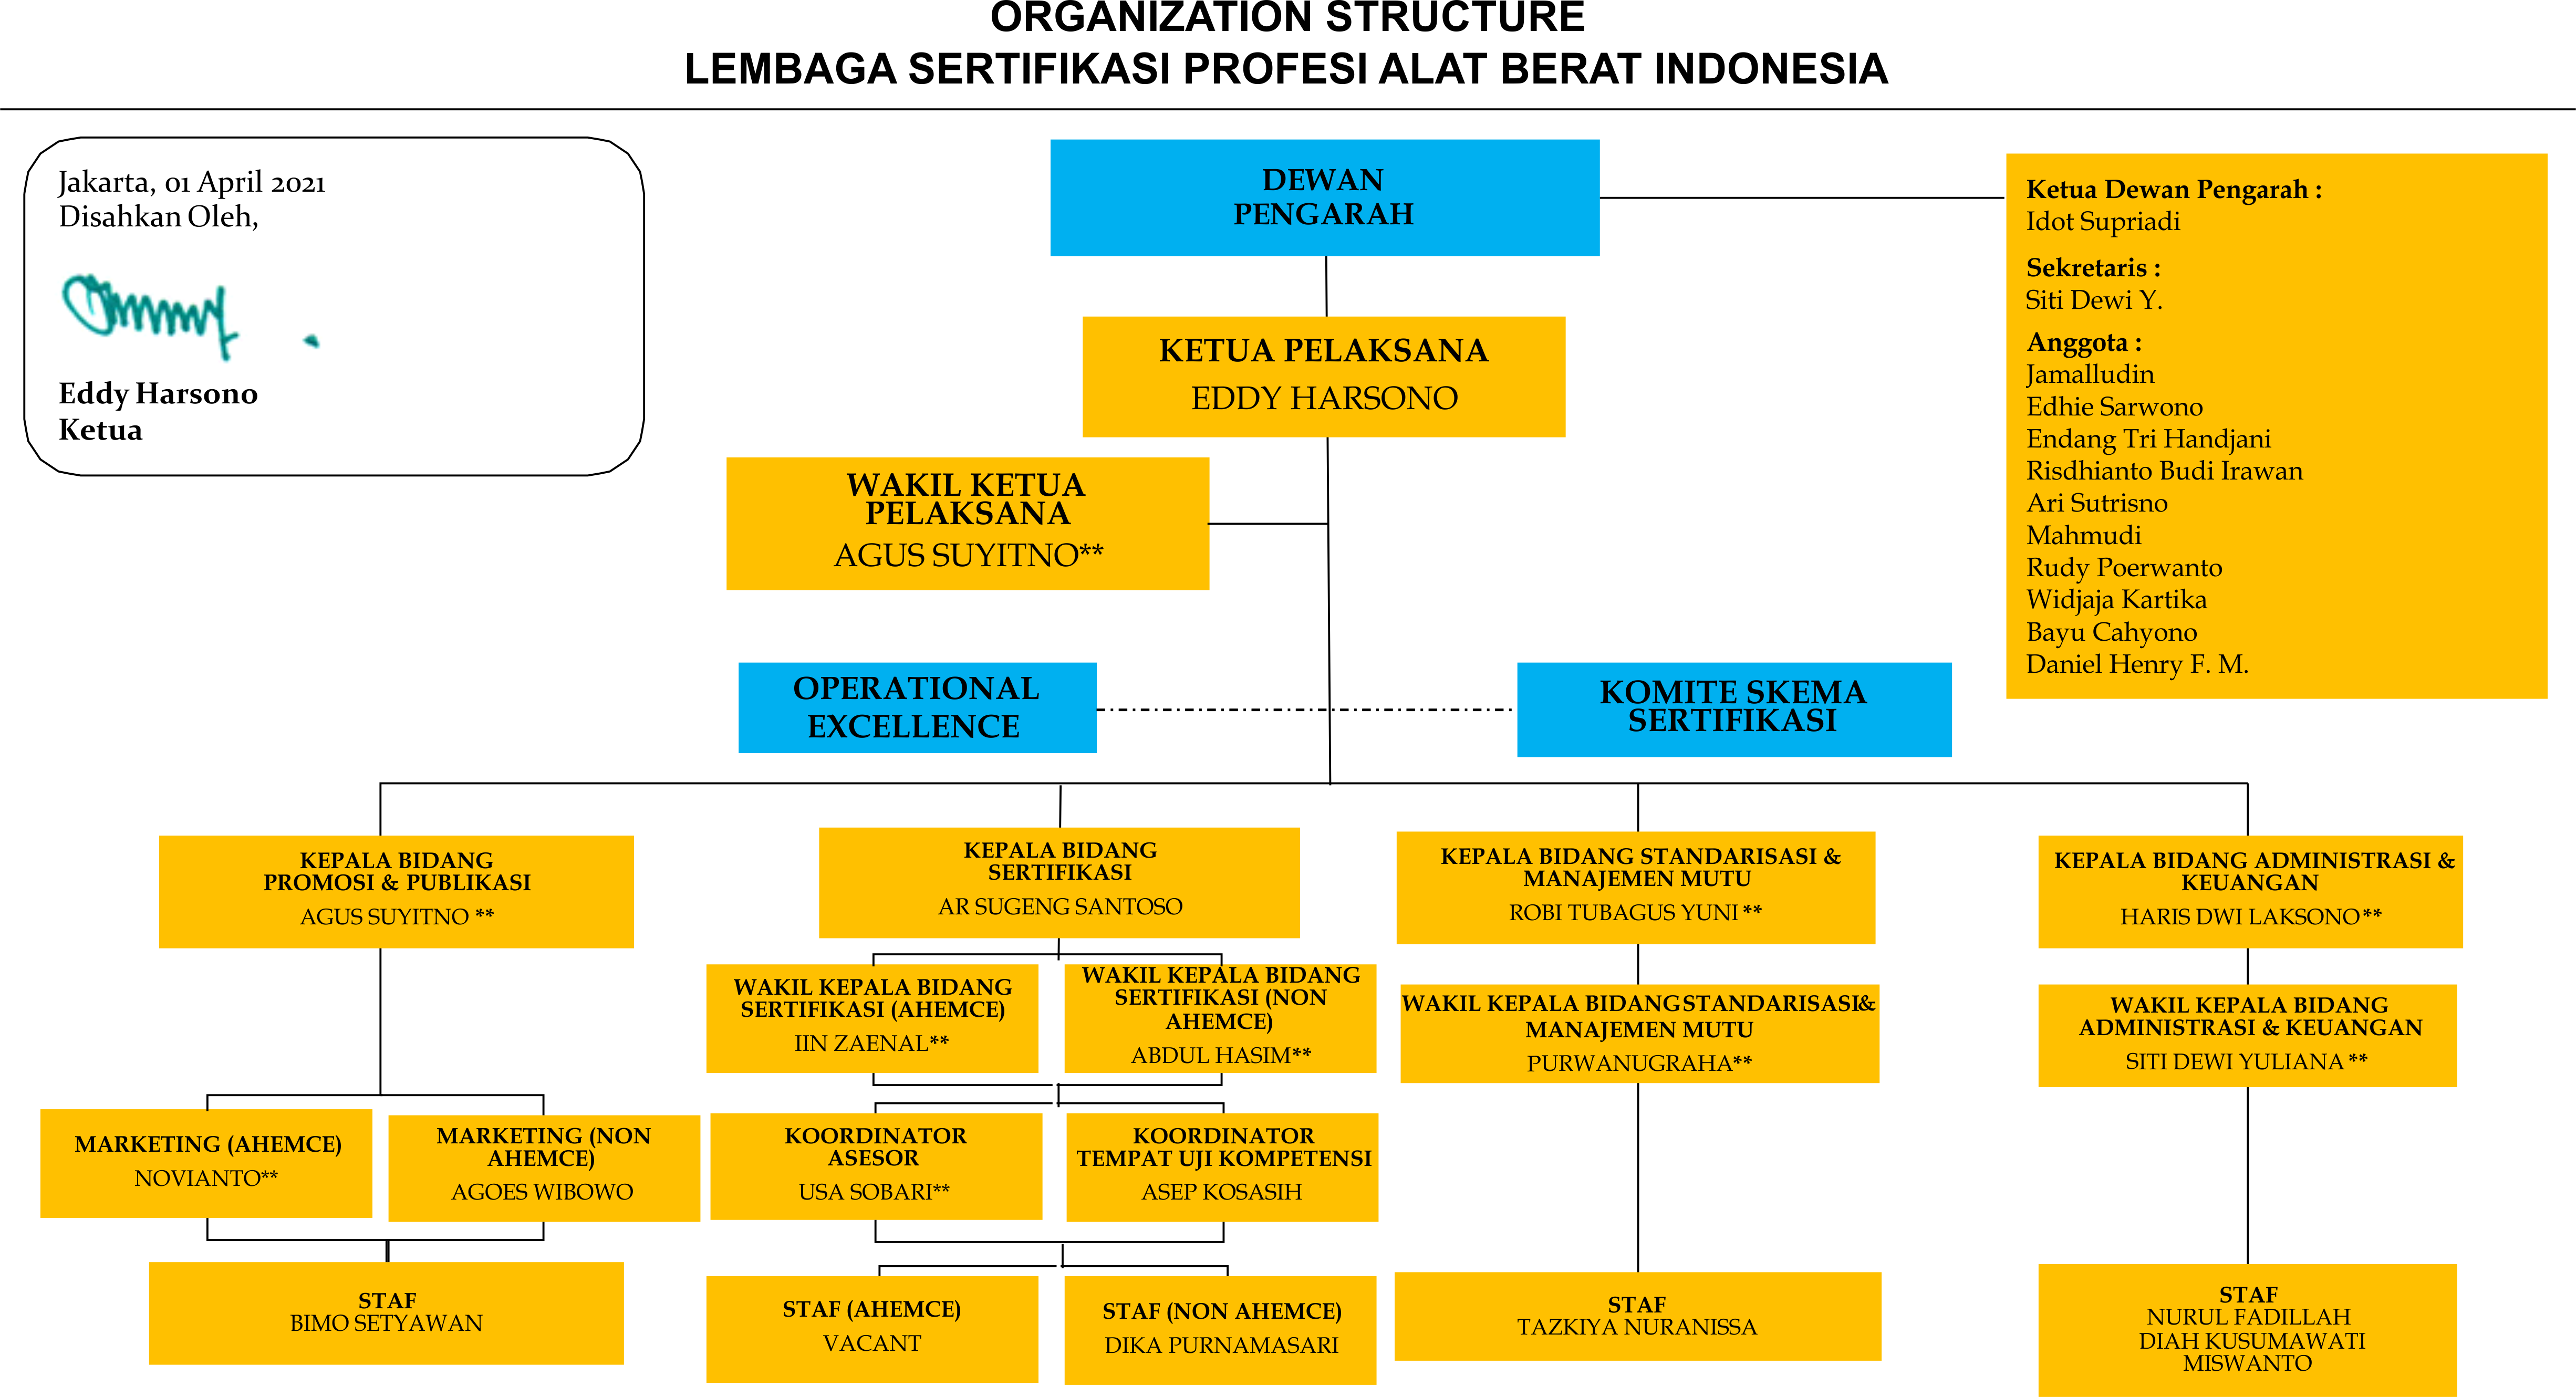 ORGANIZATION STRUCTURE
LEMBAGA SERTIFIKASI PROFESI ALAT BERAT INDONESIA
Jakarta, 01 April 2021
Disahkan Oleh,
Eddy Harsono
Ketua
DEWAN
PENGARAH
Ketua Dewan Pengarah :
Idot Supriadi
Sekretaris :
Siti Dewi Y.
Anggota :
Jamalludin
Edhie Sarwono
Endang Tri Handjani
Risdhianto Budi Irawan
Ari Sutrisno
Mahmudi
Rudy Poerwanto
Widjaja Kartika
Bayu Cahyono
Daniel Henry F. M.
KETUA PELAKSANA
EDDY HARSONO
WAKIL KETUA
PELAKSANA
AGUS SUYITNO**
OPERATIONAL
EXCELLENCE
KOMITE SKEMA
SERTIFIKASI
KEPALA BIDANG
PROMOSI & PUBLIKASI
AGUS SUYITNO **
KEPALA BIDANG
SERTIFIKASI
AR SUGENG SANTOSO
KEPALA BIDANG STANDARISASI &
MANAJEMEN MUTU
ROBI TUBAGUS YUNI **
KEPALA BIDANG ADMINISTRASI &
KEUANGAN
HARIS DWI LAKSONO **
WAKIL KEPALA BIDANG
SERTIFIKASI (AHEMCE)
IIN ZAENAL**
WAKIL KEPALA BIDANG
SERTIFIKASI (NON
AHEMCE)
ABDUL HASIM**
WAKIL KEPALA BIDANG STANDARISASI &
MANAJEMEN MUTU
PURWANUGRAHA**
WAKIL KEPALA BIDANG
ADMINISTRASI & KEUANGAN
SITI DEWI YULIANA **
MARKETING (AHEMCE)
NOVIANTO**
MARKETING (NON
AHEMCE)
AGOES WIBOWO
KOORDINATOR
ASESOR
USA SOBARI**
KOORDINATOR
TEMPAT UJI KOMPETENSI
ASEP KOSASIH
STAF
BIMO SETYAWAN
STAF (AHEMCE)
VACANT
STAF (NON AHEMCE)
DIKA PURNAMASARI
STAF
TAZKIYA NURANISSA
STAF
NURUL FADILLAH
DIAH KUSUMAWATI
MISWANTO